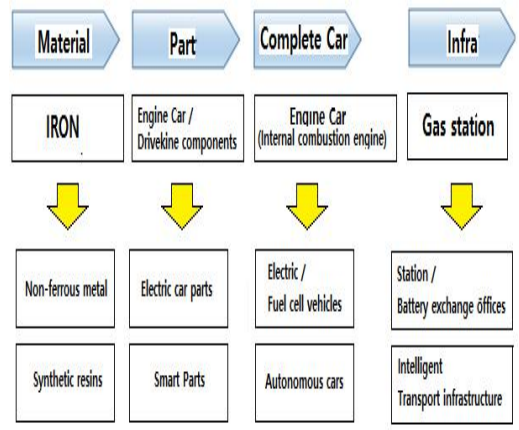 Material
Part
Complete Car
Infra
IRON
Engine Car /
Drivekine components
Engine Car
(Internal combustion engine)
Gas station
Non-ferrous metal
Electric car parts
Electric /
Fuel cell vehicles
Station /
Battery exchange offices
Synthetic resins
Smart Parts
Autonomous cars
Intelligent
Transport infrastructure